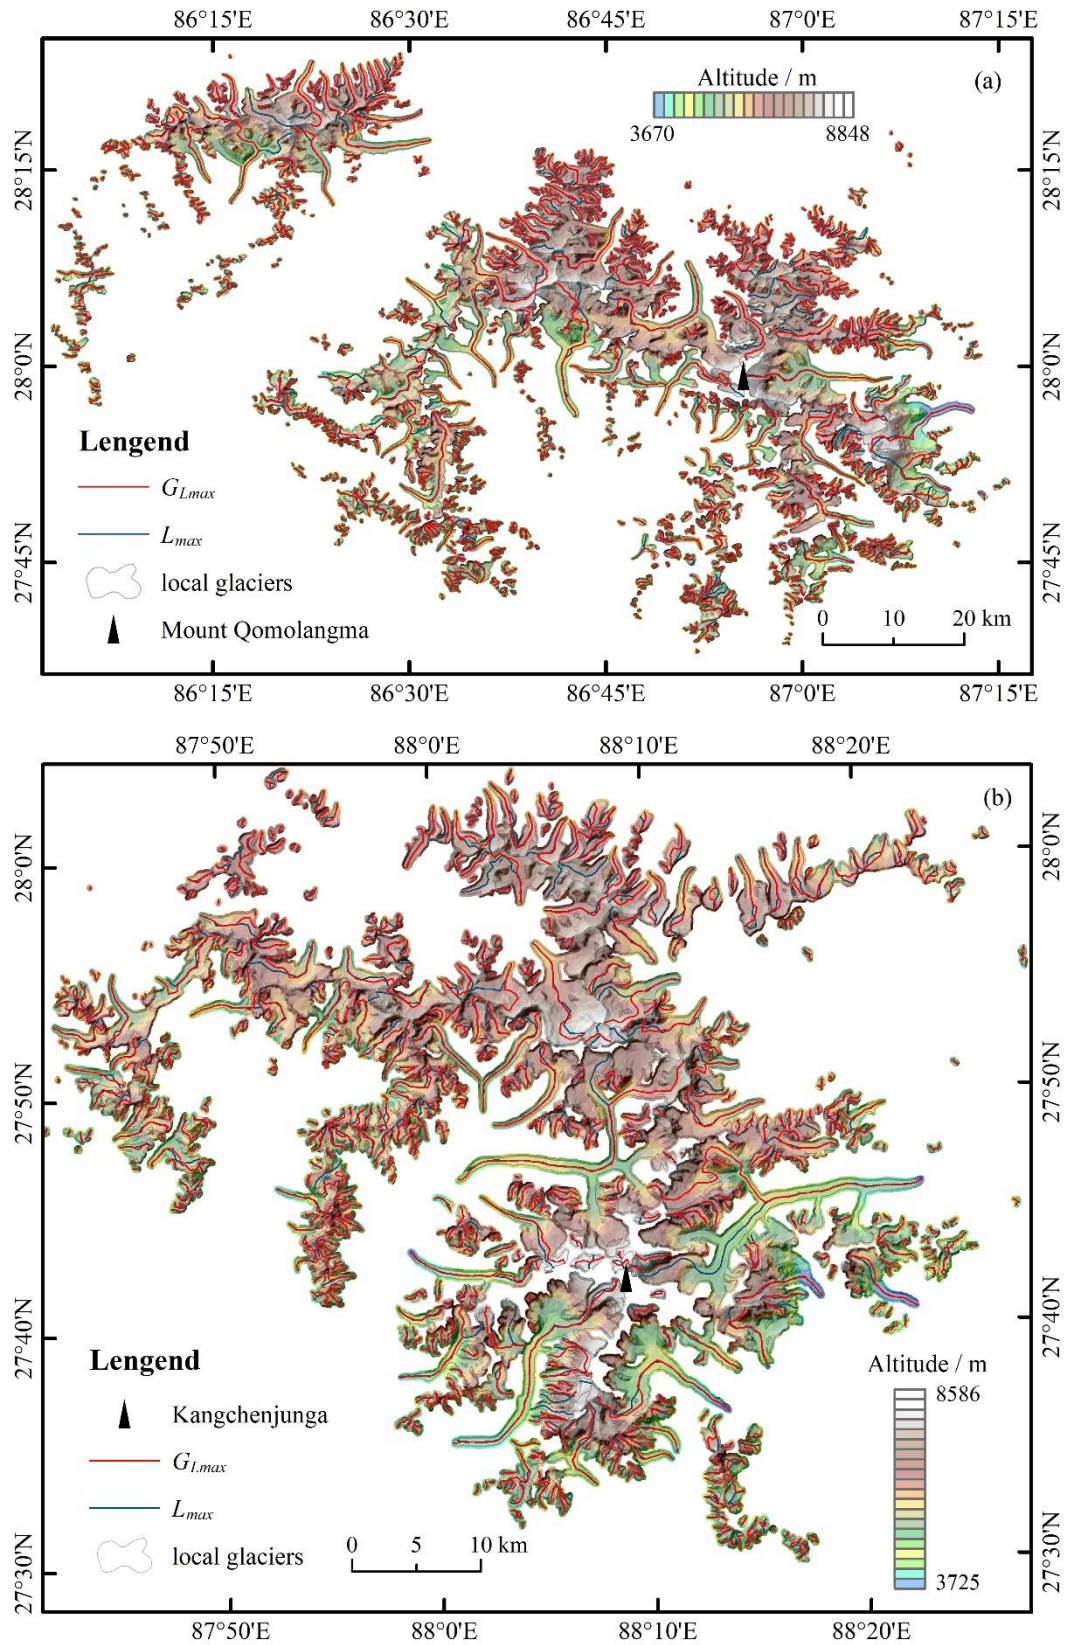 86°15'E 86°30'E 86°45'E 87°0'E 87°15'E
Altitude / m (a)
3670 8848
28°15'N 28°15'N
28°0'N 28°0'N
Lengend
G_Lmax
L_max
27°45'N 27°45'N
local glaciers
Mount Qomolangma
0 10 20 km
86°15'E 86°30'E 86°45'E 87°0'E 87°15'E
87°50'E 88°0'E 88°10'E 88°20'E
(b)
28°0'N 28°0'N
27°50'N 27°50'N
27°40'N 27°40'N
Lengend
Altitude / m
8586
Kangchenjunga
G_Lmax
L_max
0 5 10 km
local glaciers
3725
27°30'N 27°30'N
87°50'E 88°0'E 88°10'E 88°20'E